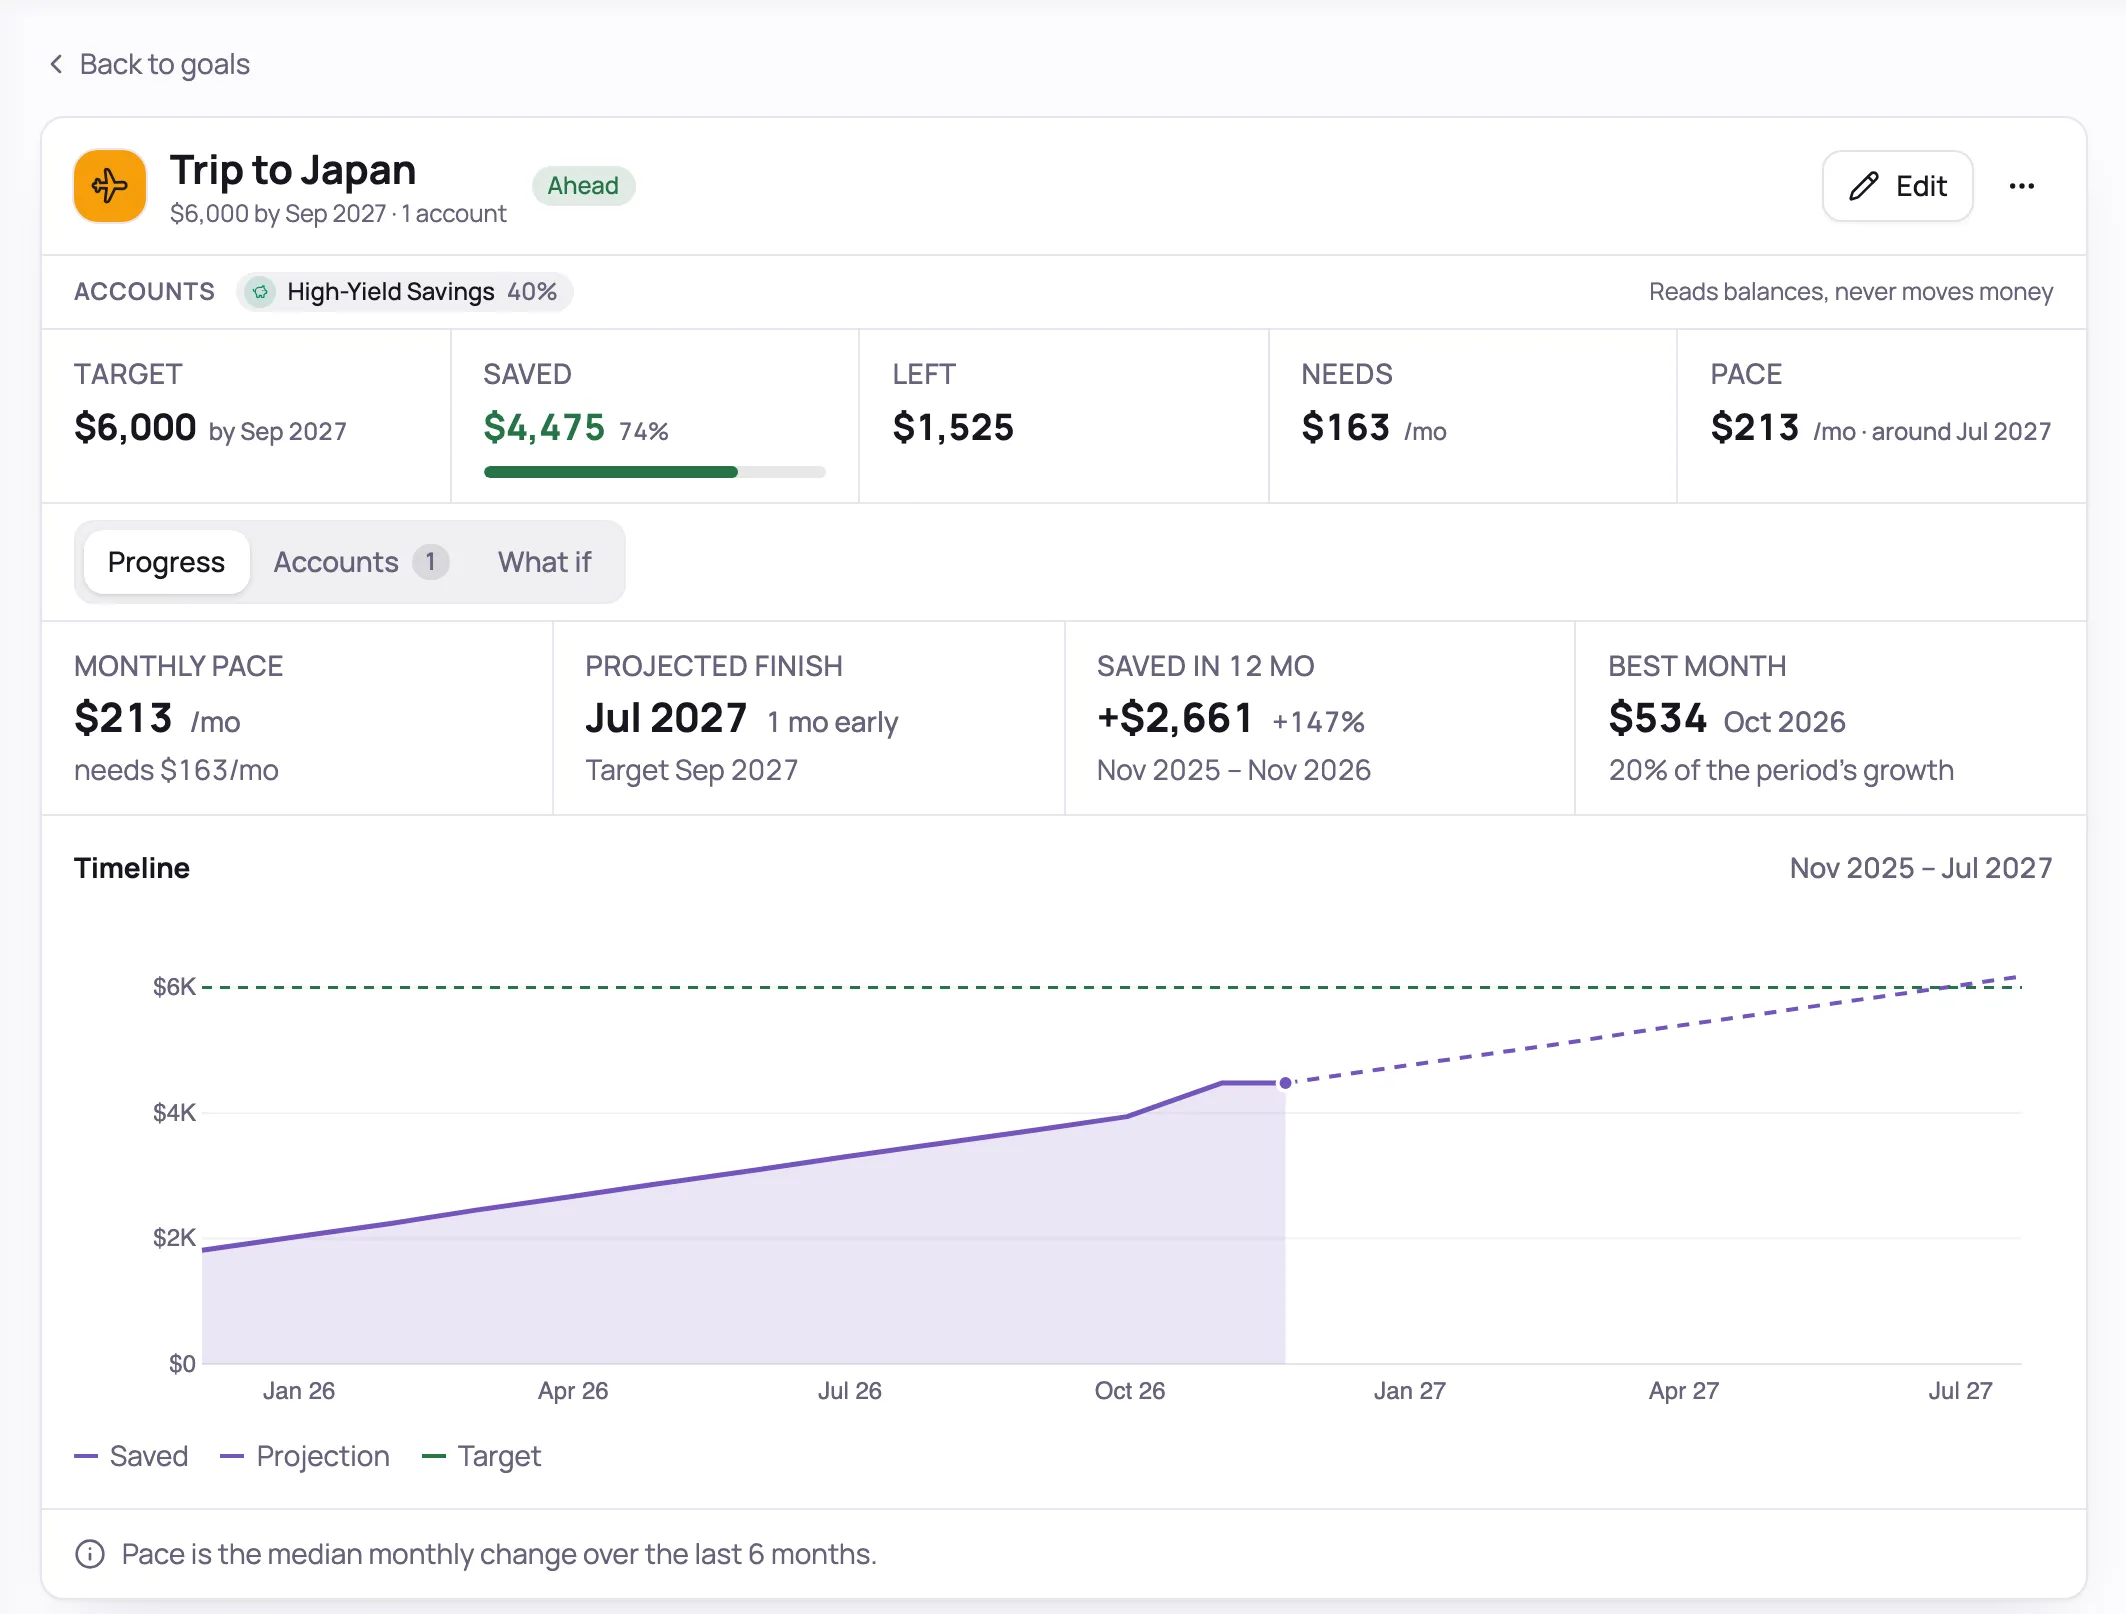 Back to goals
Trip to Japan
$6,000 by Sep 2027 · 1 account
Ahead
Edit
ACCOUNTS High-Yield Savings 40%
Reads balances, never moves money
TARGET
$6,000 by Sep 2027
SAVED
$4,475 74%
LEFT
$1,525
NEEDS
$163 /mo
PACE
$213 /mo · around Jul 2027
Progress Accounts 1 What if
MONTHLY PACE
$213 /mo
needs $163/mo
PROJECTED FINISH
Jul 2027 1 mo early
Target Sep 2027
SAVED IN 12 MO
+$2,661 +147%
Nov 2025 – Nov 2026
BEST MONTH
$534 Oct 2026
20% of the period's growth
Timeline
Nov 2025 – Jul 2027
$6K
$4K
$2K
$0
Jan 26 Apr 26 Jul 26 Oct 26 Jan 27 Apr 27 Jul 27
Saved Projection Target
Pace is the median monthly change over the last 6 months.